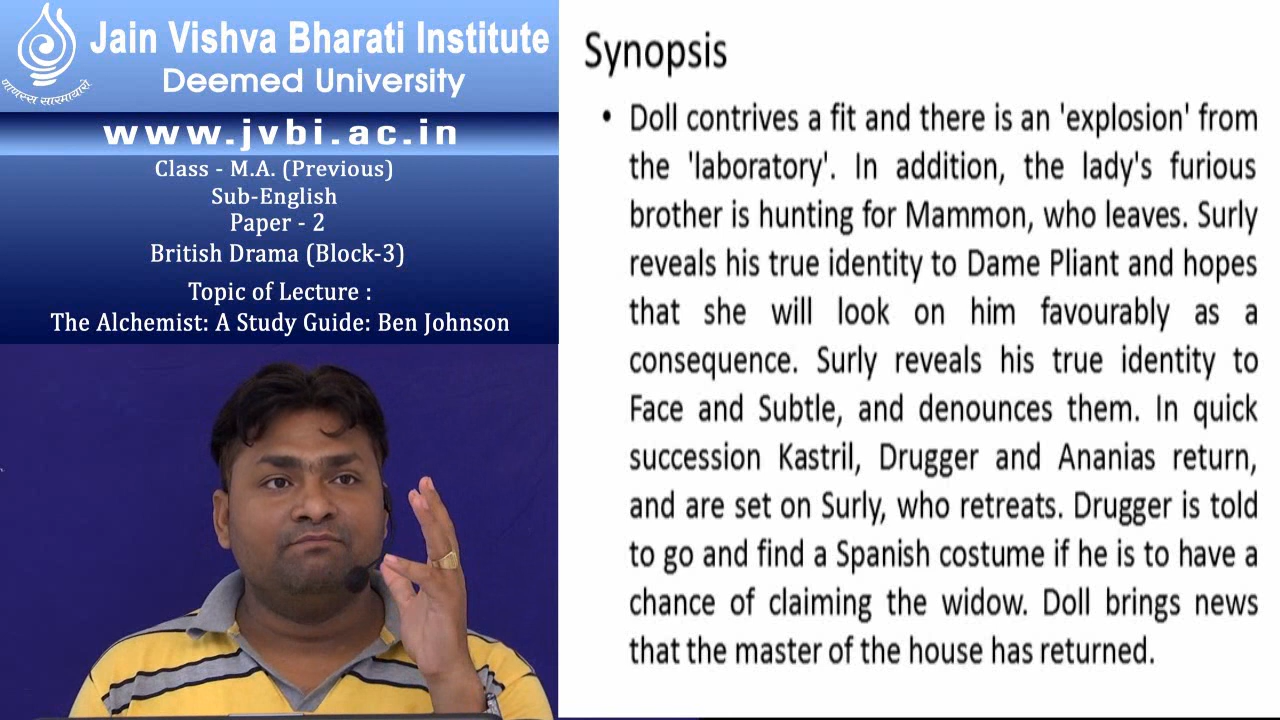 Jain Vishva Bharati Institute
Deemed University
णाणस्स सारमायारो
www.jvbi.ac.in
Class - M.A. (Previous)
Sub-English
Paper - 2
British Drama (Block-3)
Topic of Lecture :
The Alchemist: A Study Guide: Ben Johnson
Synopsis
• Doll contrives a fit and there is an 'explosion' from
the 'laboratory'. In addition, the lady's furious
brother is hunting for Mammon, who leaves. Surly
reveals his true identity to Dame Pliant and hopes
that she will look on him favourably as a
consequence. Surly reveals his true identity to
Face and Subtle, and denounces them. In quick
succession Kastril, Drugger and Ananias return,
and are set on Surly, who retreats. Drugger is told
to go and find a Spanish costume if he is to have a
chance of claiming the widow. Doll brings news
that the master of the house has returned.